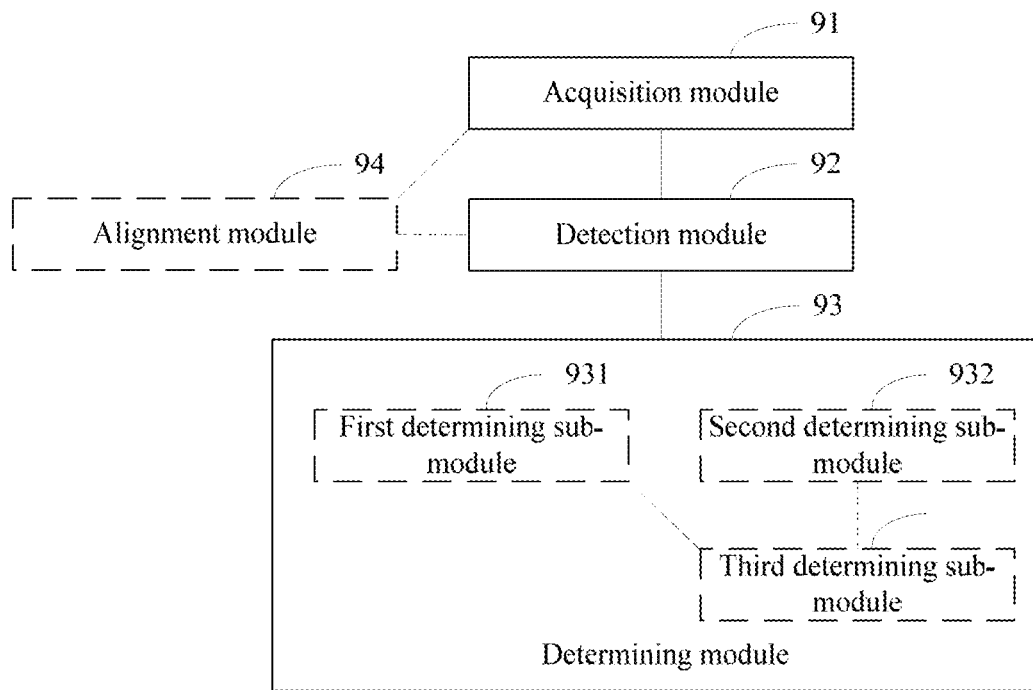 91
Acquisition module
94
92
Alignment module
Detection module
93
931
932
First determining sub-
module
Second determining sub-
module
Third determining sub-
module
Determining module